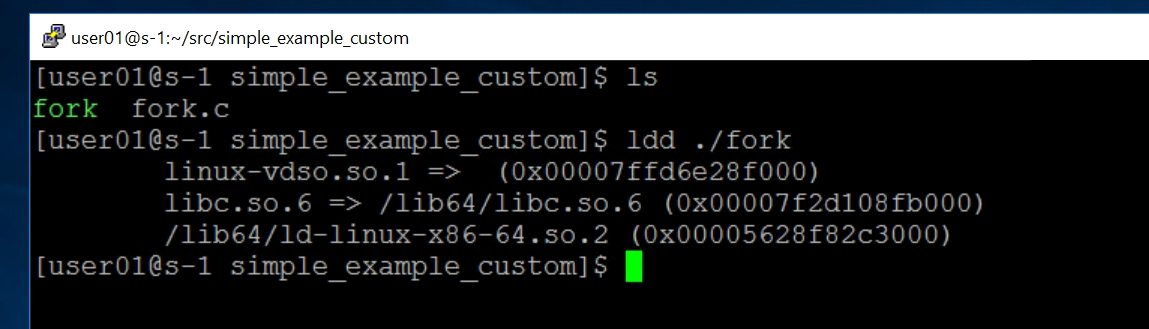 user01@s-1:~/src/simple_example_custom
[user01@s-1 simple_example_custom]$ ls
fork  fork.c
[user01@s-1 simple_example_custom]$ ldd ./fork
        linux-vdso.so.1 =>  (0x00007ffd6e28f000)
        libc.so.6 => /lib64/libc.so.6 (0x00007f2d108fb000)
        /lib64/ld-linux-x86-64.so.2 (0x00005628f82c3000)
[user01@s-1 simple_example_custom]$